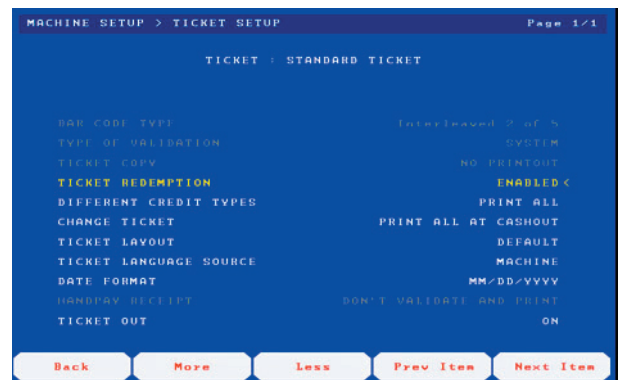 MACHINE SETUP > TICKET SETUP Page 1/1
TICKET : STANDARD TICKET
BAR CODE TYPE Interleaved 2 of 5
TYPE OF VALIDATION SYSTEM
TICKET COPY NO PRINTOUT
TICKET REDEMPTION ENABLED <
DIFFERENT CREDIT TYPES PRINT ALL
CHANGE TICKET PRINT ALL AT CASHOUT
TICKET LAYOUT DEFAULT
TICKET LANGUAGE SOURCE MACHINE
DATE FORMAT MM/DD/YYYY
HANDPAY RECEIPT DON'T VALIDATE AND PRINT
TICKET OUT ON
Back More Less Prev Item Next Item